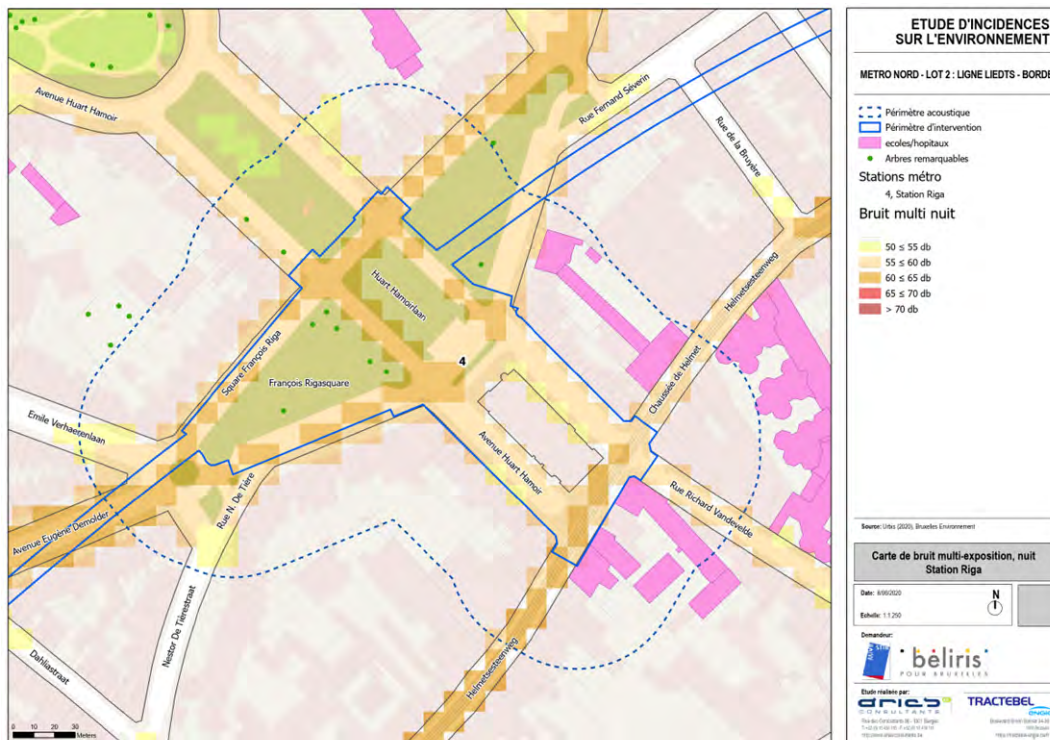 Avenue Huart Hamoir
Rue Fernand Séverin
Rue de la Bruyère
Huart Hamoirlaan
Helmetsesteenweg
Square François Riga
4
François Rigasquare
Chaussée de Helmet
Emile Verhaerenlaan
Avenue Huart Hamoir
Rue Richard Vandevelde
Rue N. De Tière
Avenue Eugène Demolder
Nestor De Tièrestraat
Helmetsesteenweg
Dahliastraat
0 10 20 30
Meters
ETUDE D'INCIDENCES
SUR L'ENVIRONNEMENT
METRO NORD - LOT 2 : LIGNE LIEDTS - BORDE
Périmètre acoustique
Périmètre d'intervention
ecoles/hopitaux
Arbres remarquables
Stations métro
4, Station Riga
Bruit multi nuit
50 ≤ 55 db
55 ≤ 60 db
60 ≤ 65 db
65 ≤ 70 db
> 70 db
Source: Urbis (2020), Bruxelles Environnement
Carte de bruit multi-exposition, nuit
Station Riga
Date:
N
Echelle: 1:1 250
Demandeur:
beliris
POUR BRUXELLES
Etude réalisée par:
aries
CONSULTANTS
TRACTEBEL
ENGIE